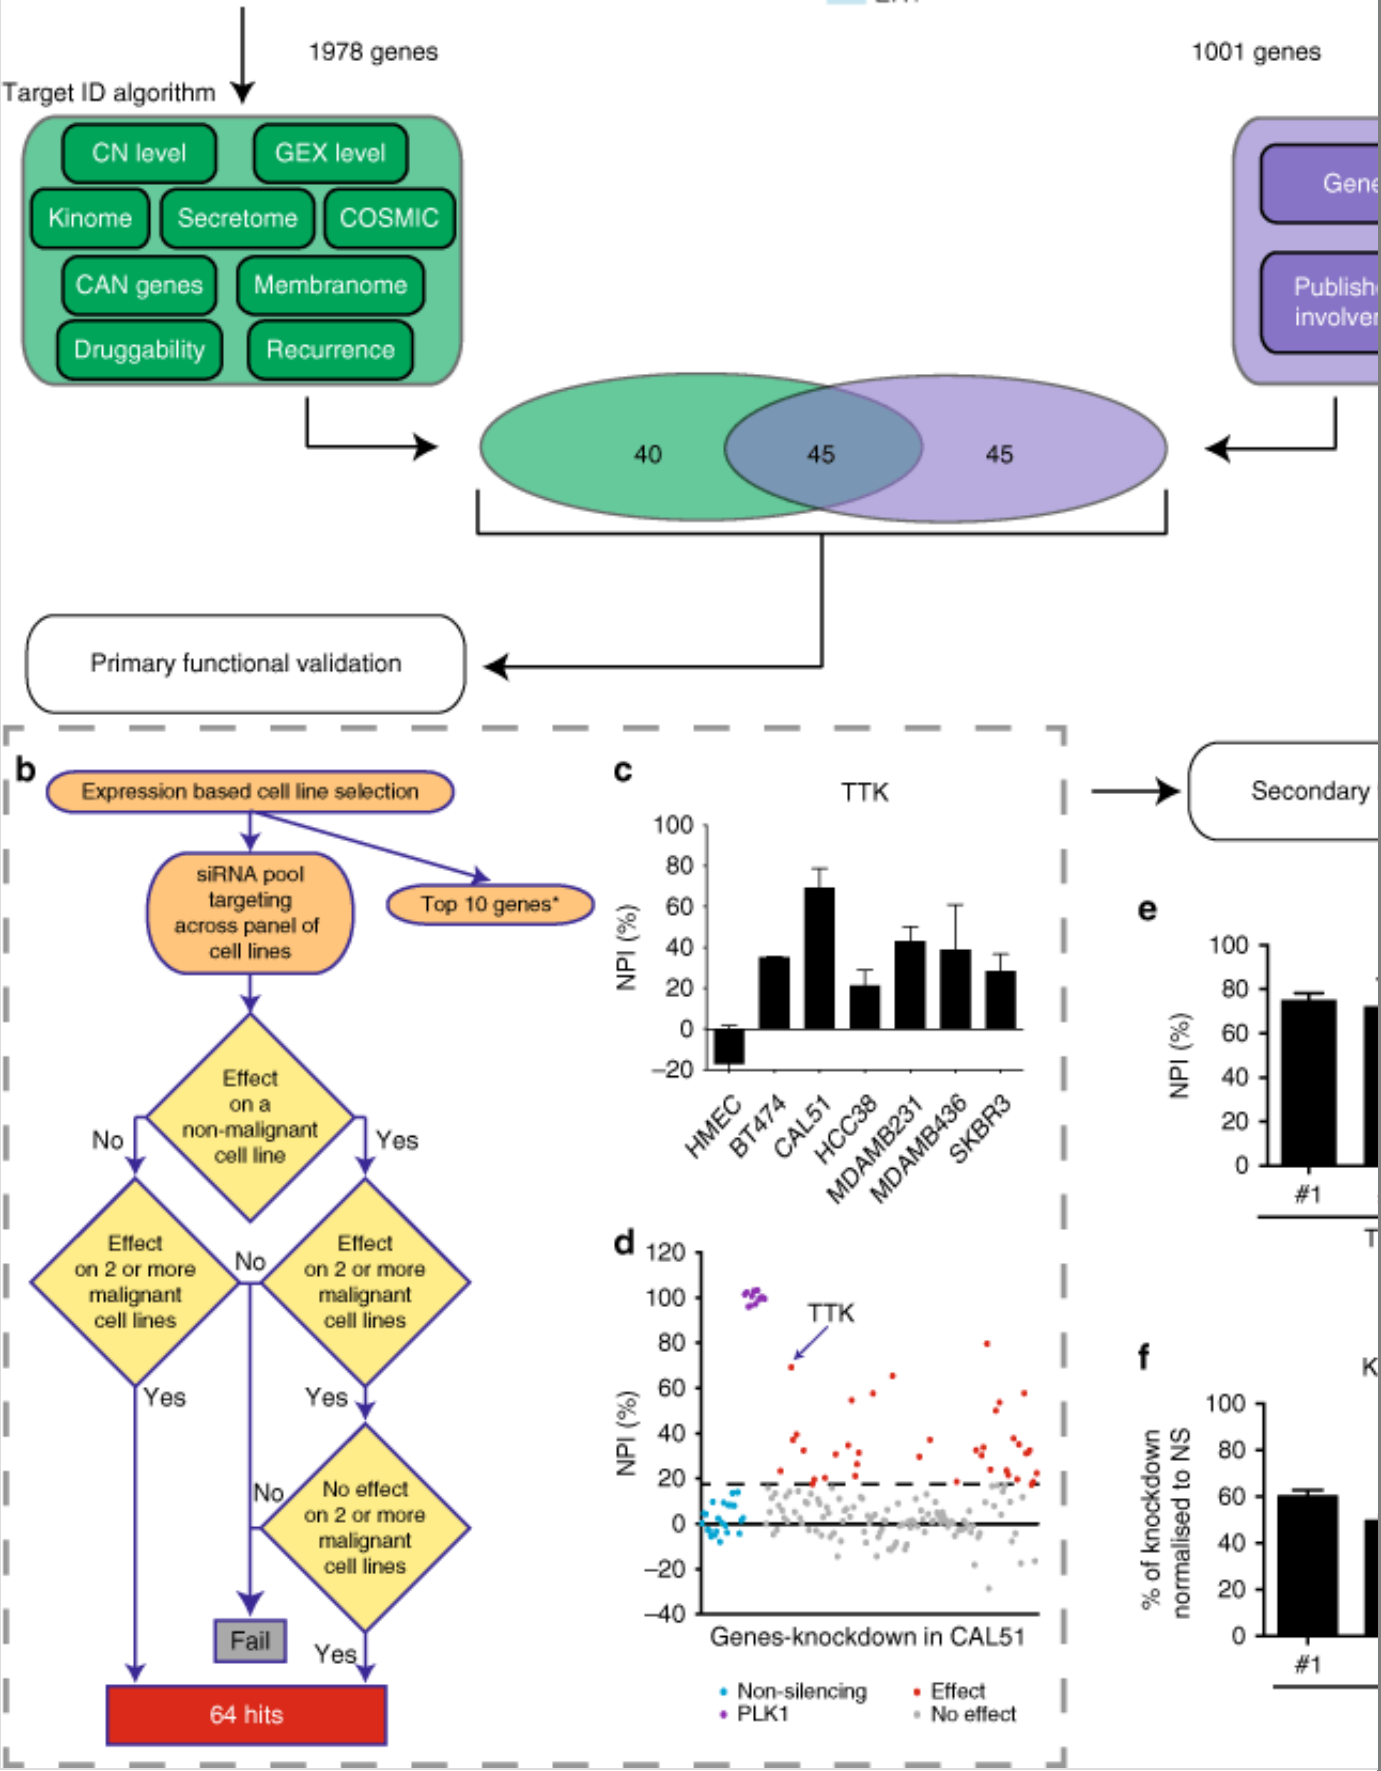 1978 genes
1001 genes
Target ID algorithm
CN level
GEX level
Kinome
Secretome
COSMIC
CAN genes
Membranome
Druggability
Recurrence
Gene
Publish
involve
40
45
45
Primary functional validation
b
Expression based cell line selection
siRNA pool
targeting
across panel of
cell lines
Top 10 genes*
Effect
on a
non-malignant
cell line
No
Yes
Effect
on 2 or more
malignant
cell lines
No
Effect
on 2 or more
malignant
cell lines
Yes
Yes
No
No effect
on 2 or more
malignant
cell lines
Fail
Yes
64 hits
c
TTK
NPI (%)
100
80
60
40
20
0
–20
HMEC
BT474
CAL51
HCC38
MDAMB231
MDAMB436
SKBR3
d
NPI (%)
120
100
80
60
40
20
0
–20
–40
TTK
Genes-knockdown in CAL51
Non-silencing
Effect
PLK1
No effect
Secondary
e
NPI (%)
100
80
60
40
20
0
#1
T
f
K
% of knockdown
normalised to NS
100
80
60
40
20
0
#1